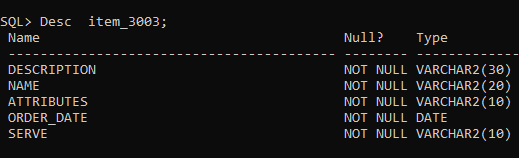 SQL> Desc  item_3003;
 Name                                      Null?    Type
 ----------------------------------------- -------- -------------
 DESCRIPTION                               NOT NULL VARCHAR2(30)
 NAME                                      NOT NULL VARCHAR2(20)
 ATTRIBUTES                                NOT NULL VARCHAR2(10)
 ORDER_DATE                                NOT NULL DATE
 SERVE                                     NOT NULL VARCHAR2(10)